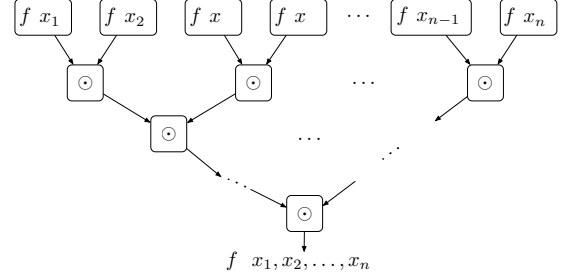 f x₁ f x₂ f x f x ⋯ f xₙ₋₁ f xₙ
⊙ ⊙ ⋯ ⊙
⊙ ⋯ ⋯
⋯
⊙
f x₁, x₂, …, xₙ